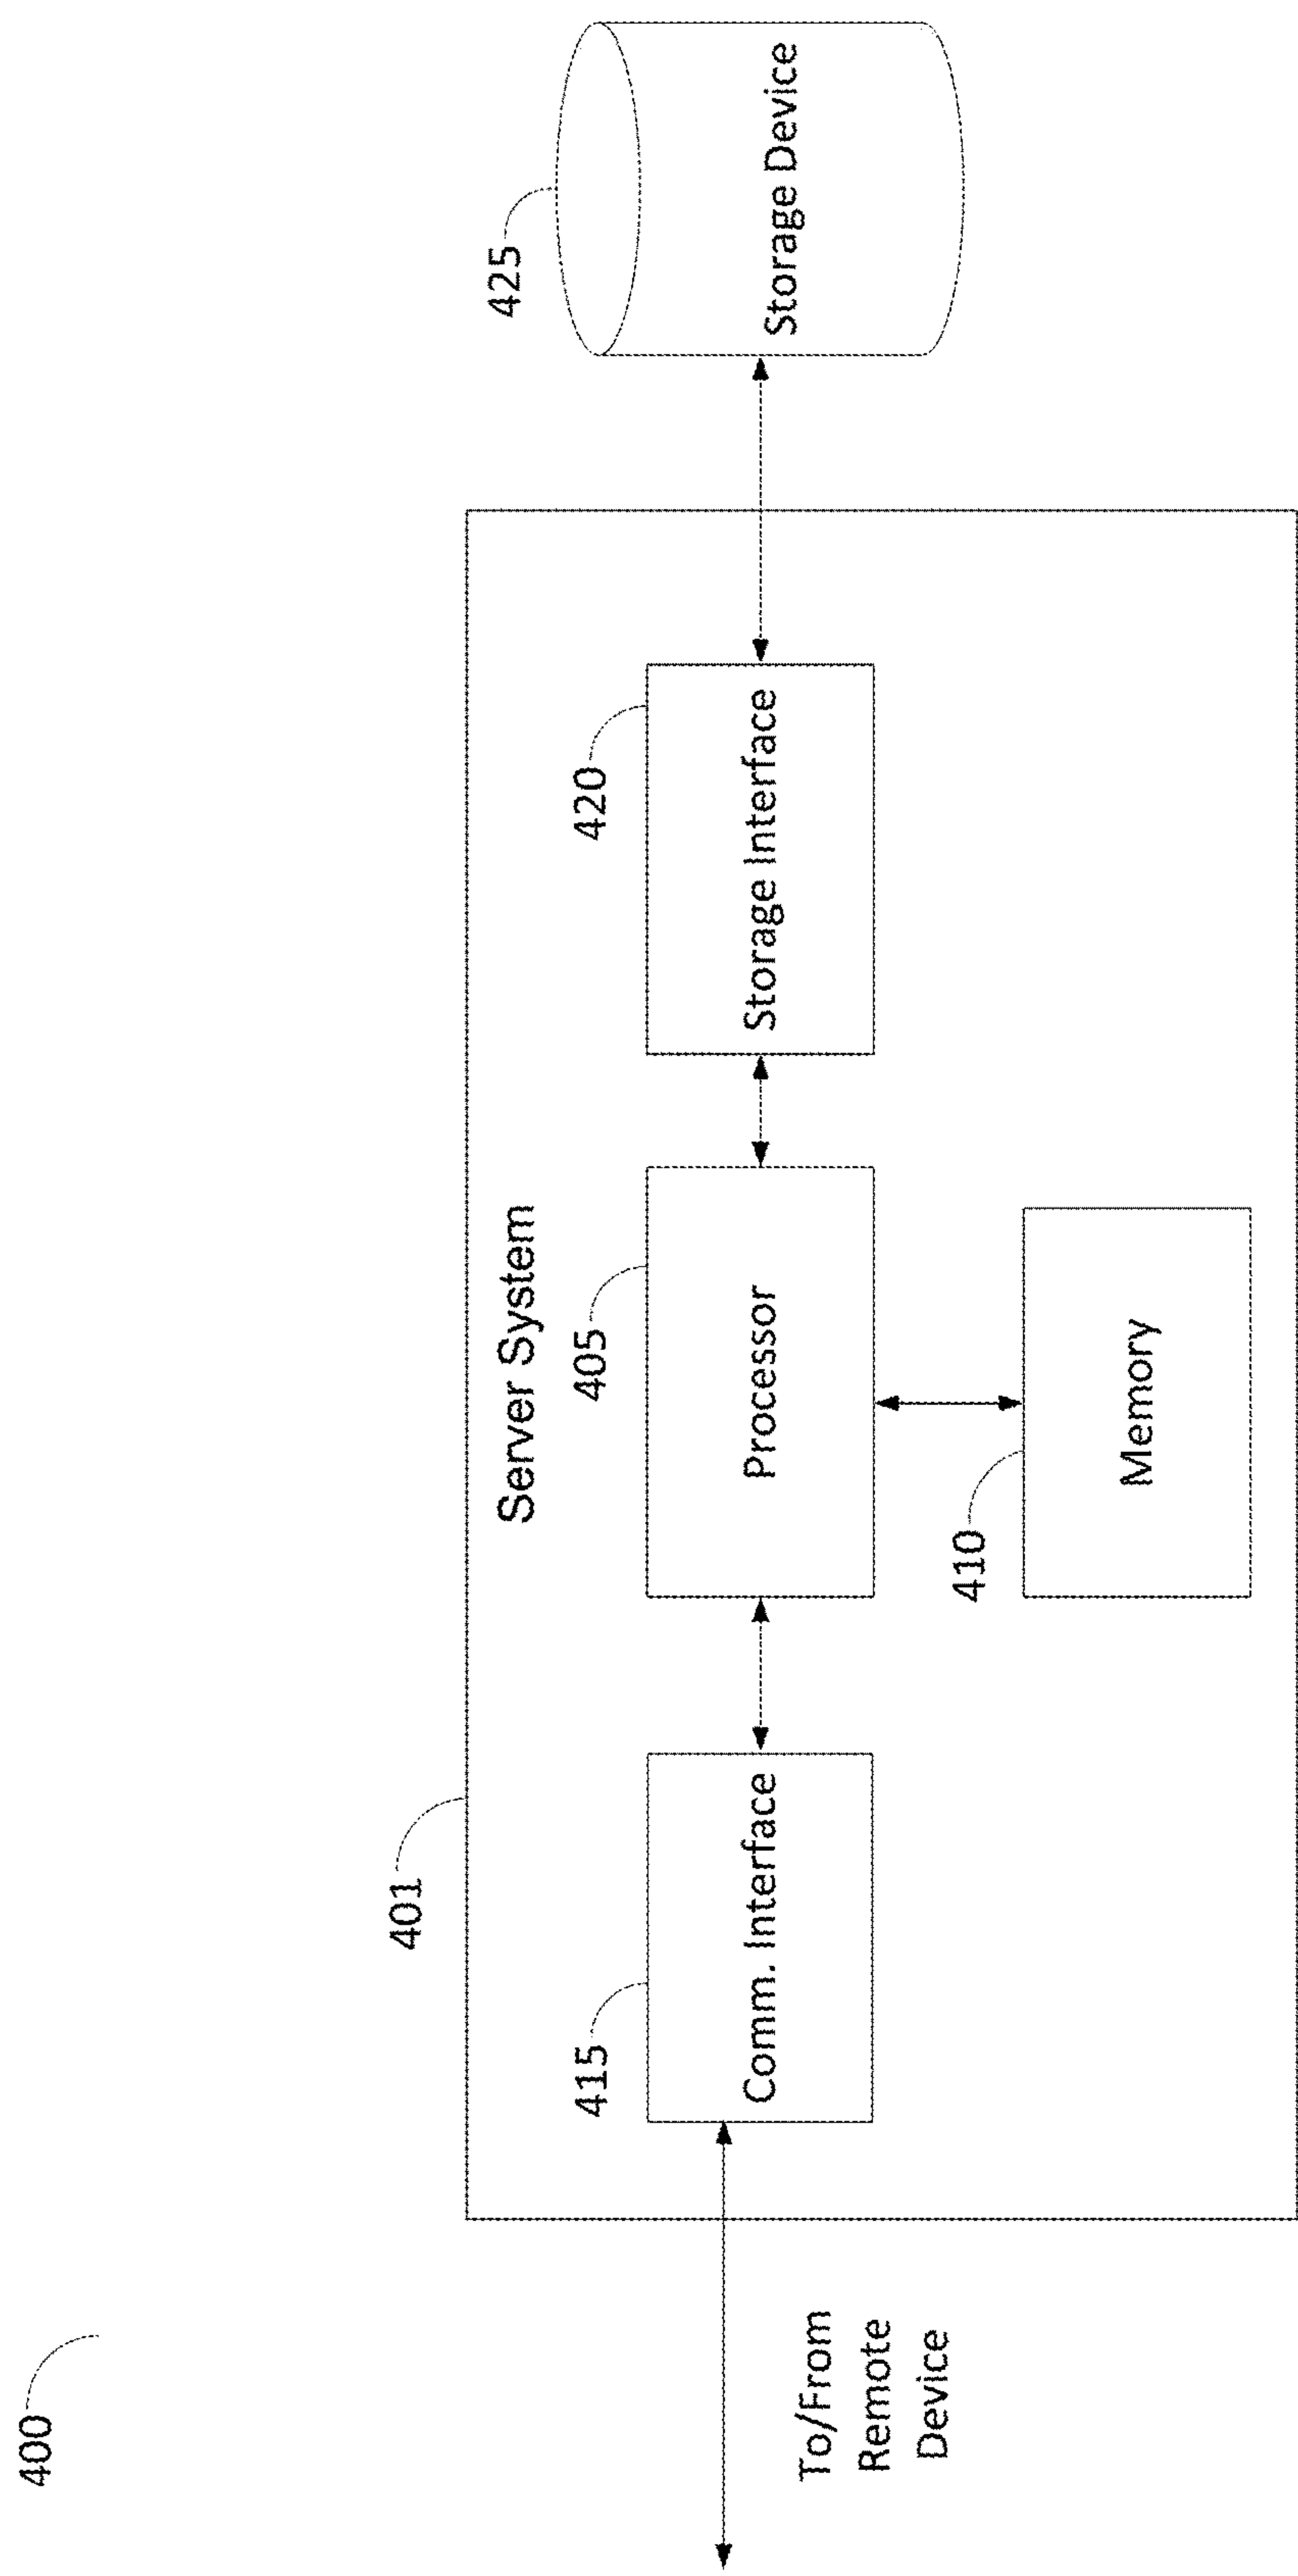 400
401
Server System
415
405
420
425
Comm. Interface
Processor
Storage Interface
Storage Device
To/From
Remote
Device
410
Memory